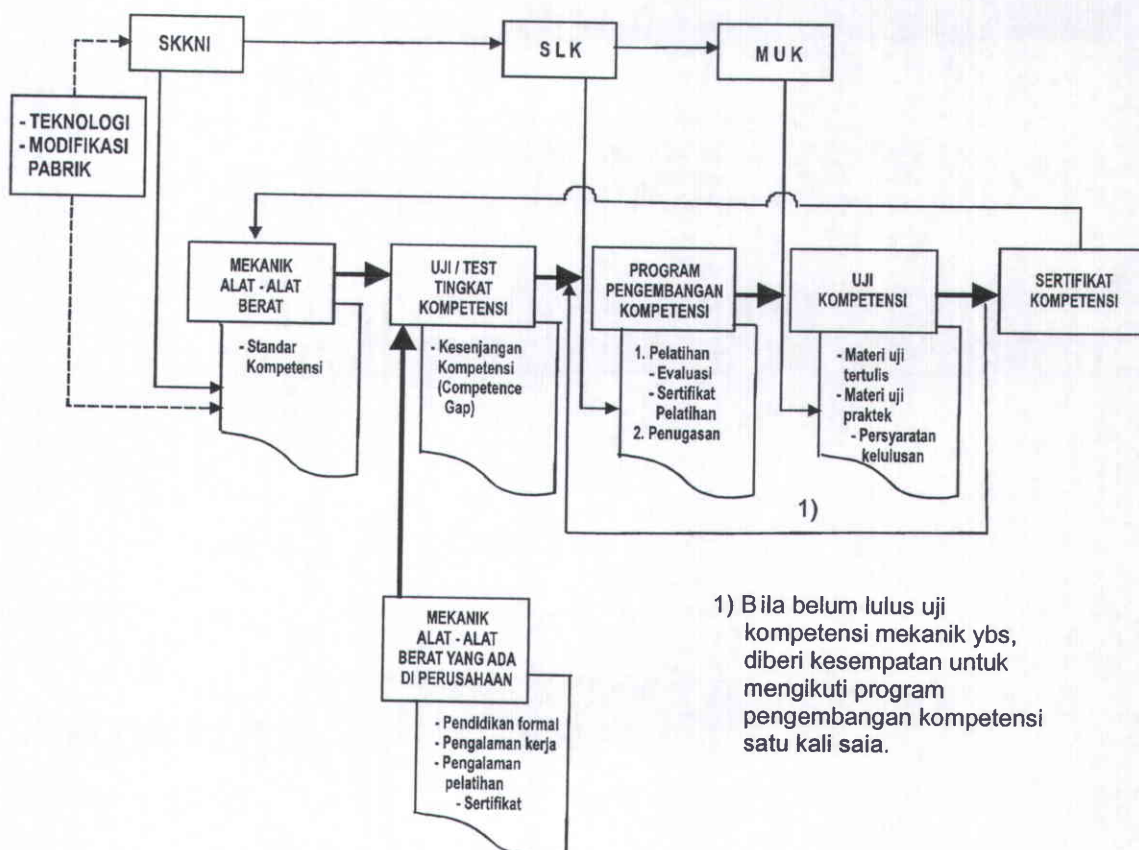 SKKNI
S L K
M U K
- TEKNOLOGI
- MODIFIKASI
PABRIK
MEKANIK
ALAT - ALAT
BERAT
- Standar
Kompetensi
UJI / TEST
TINGKAT
KOMPETENSI
- Kesenjangan
Kompetensi
(Competence
Gap)
PROGRAM
PENGEMBANGAN
KOMPETENSI
1. Pelatihan
- Evaluasi
- Sertifikat
Pelatihan
2. Penugasan
UJI
KOMPETENSI
- Materi uji
tertulis
- Materi uji
praktek
- Persyaratan
kelulusan
SERTIFIKAT
KOMPETENSI
1)
MEKANIK
ALAT - ALAT
BERAT YANG ADA
DI PERUSAHAAN
- Pendidikan formal
- Pengalaman kerja
- Pengalaman
pelatihan
- Sertifikat
1) Bila belum lulus uji
kompetensi mekanik ybs,
diberi kesempatan untuk
mengikuti program
pengembangan kompetensi
satu kali saia.